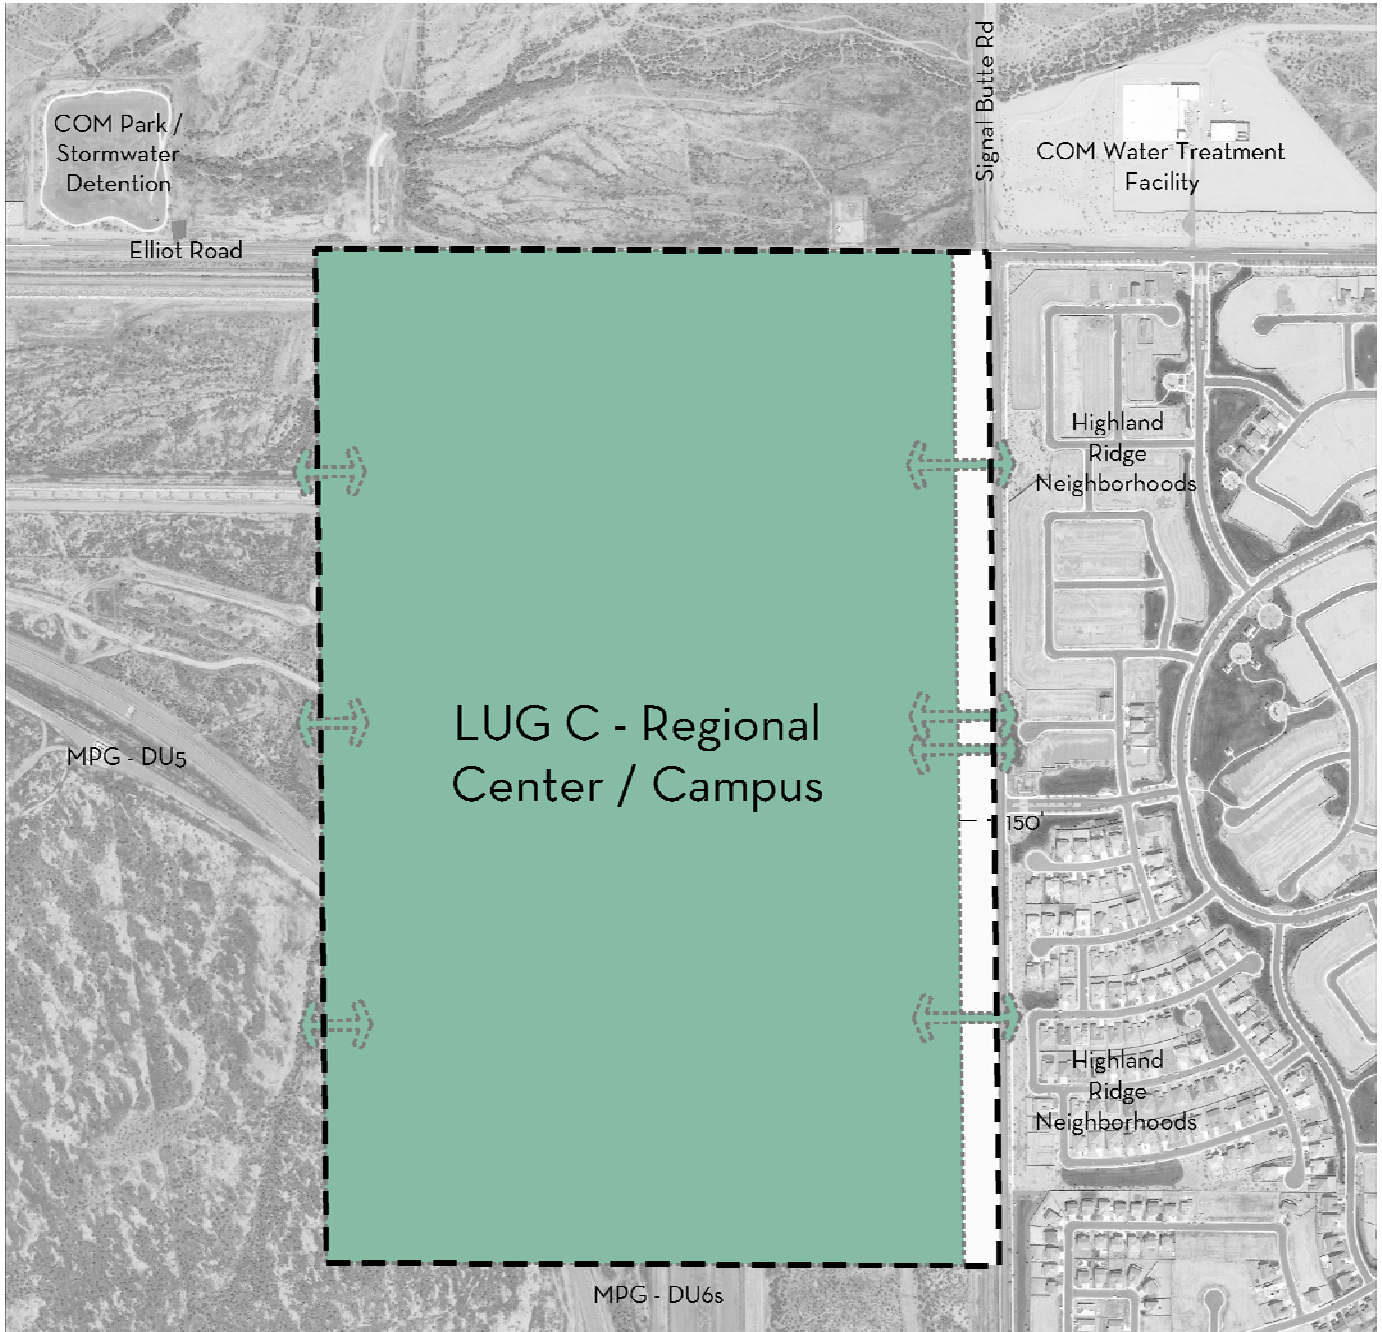 Signal Butte Rd
COM Park /
Stormwater
Detention
COM Water Treatment
Facility
Elliot Road
Highland
Ridge
Neighborhoods
LUG C - Regional
Center / Campus
MPG - DU5
150'
Highland
Ridge
Neighborhoods
MPG - DU6s